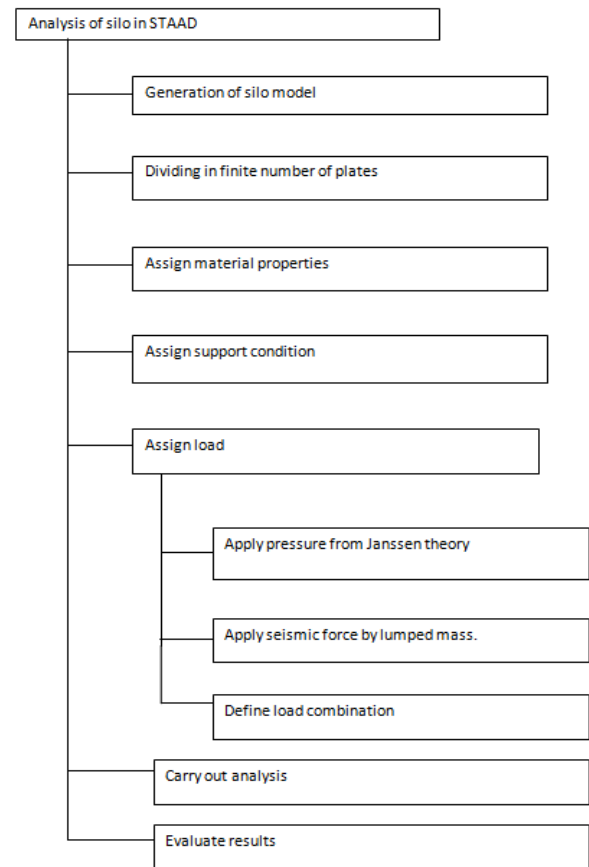 Analysis of silo in STAAD
Generation of silo model
Dividing in finite number of plates
Assign material properties
Assign support condition
Assign load
Apply pressure from Janssen theory
Apply seismic force by lumped mass.
Define load combination
Carry out analysis
Evaluate results